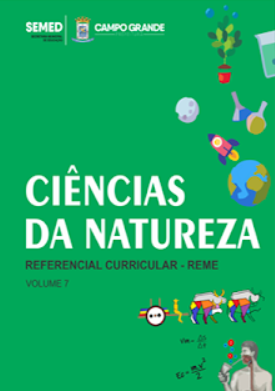 SEMED
CAMPO GRANDE
CIÊNCIAS
DA NATUREZA
REFERENCIAL CURRICULAR - REME
VOLUME 7